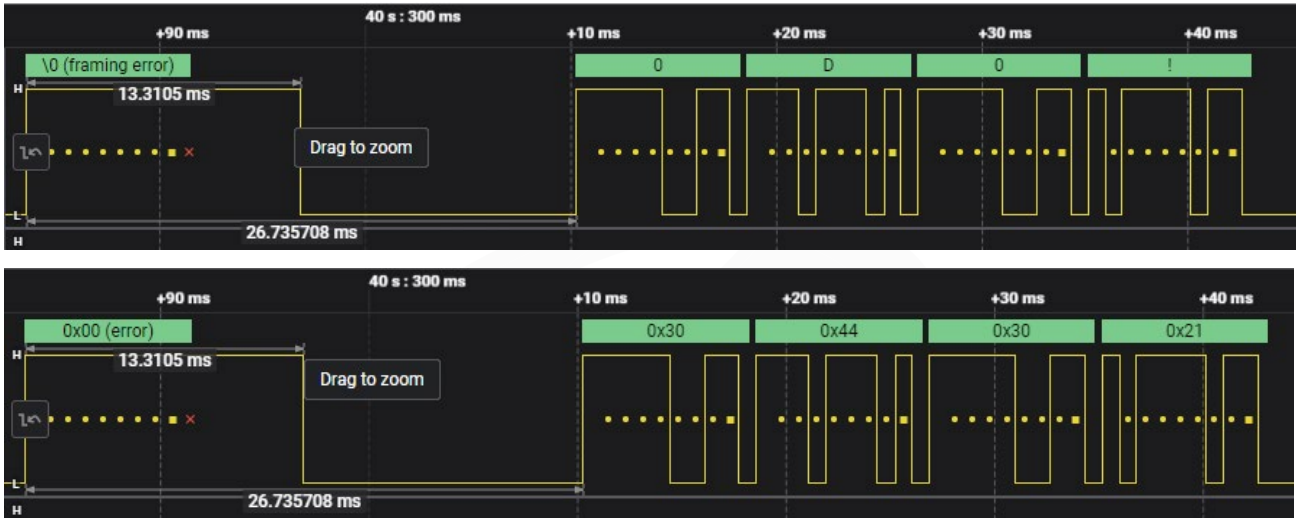 40 s : 300 ms
+90 ms +10 ms +20 ms +30 ms +40 ms
\0 (framing error) 0 D 0 !
H
13.3105 ms
Drag to zoom
L
26.735708 ms
H
40 s : 300 ms
+90 ms +10 ms +20 ms +30 ms +40 ms
0x00 (error) 0x30 0x44 0x30 0x21
H
13.3105 ms
Drag to zoom
L
26.735708 ms
H